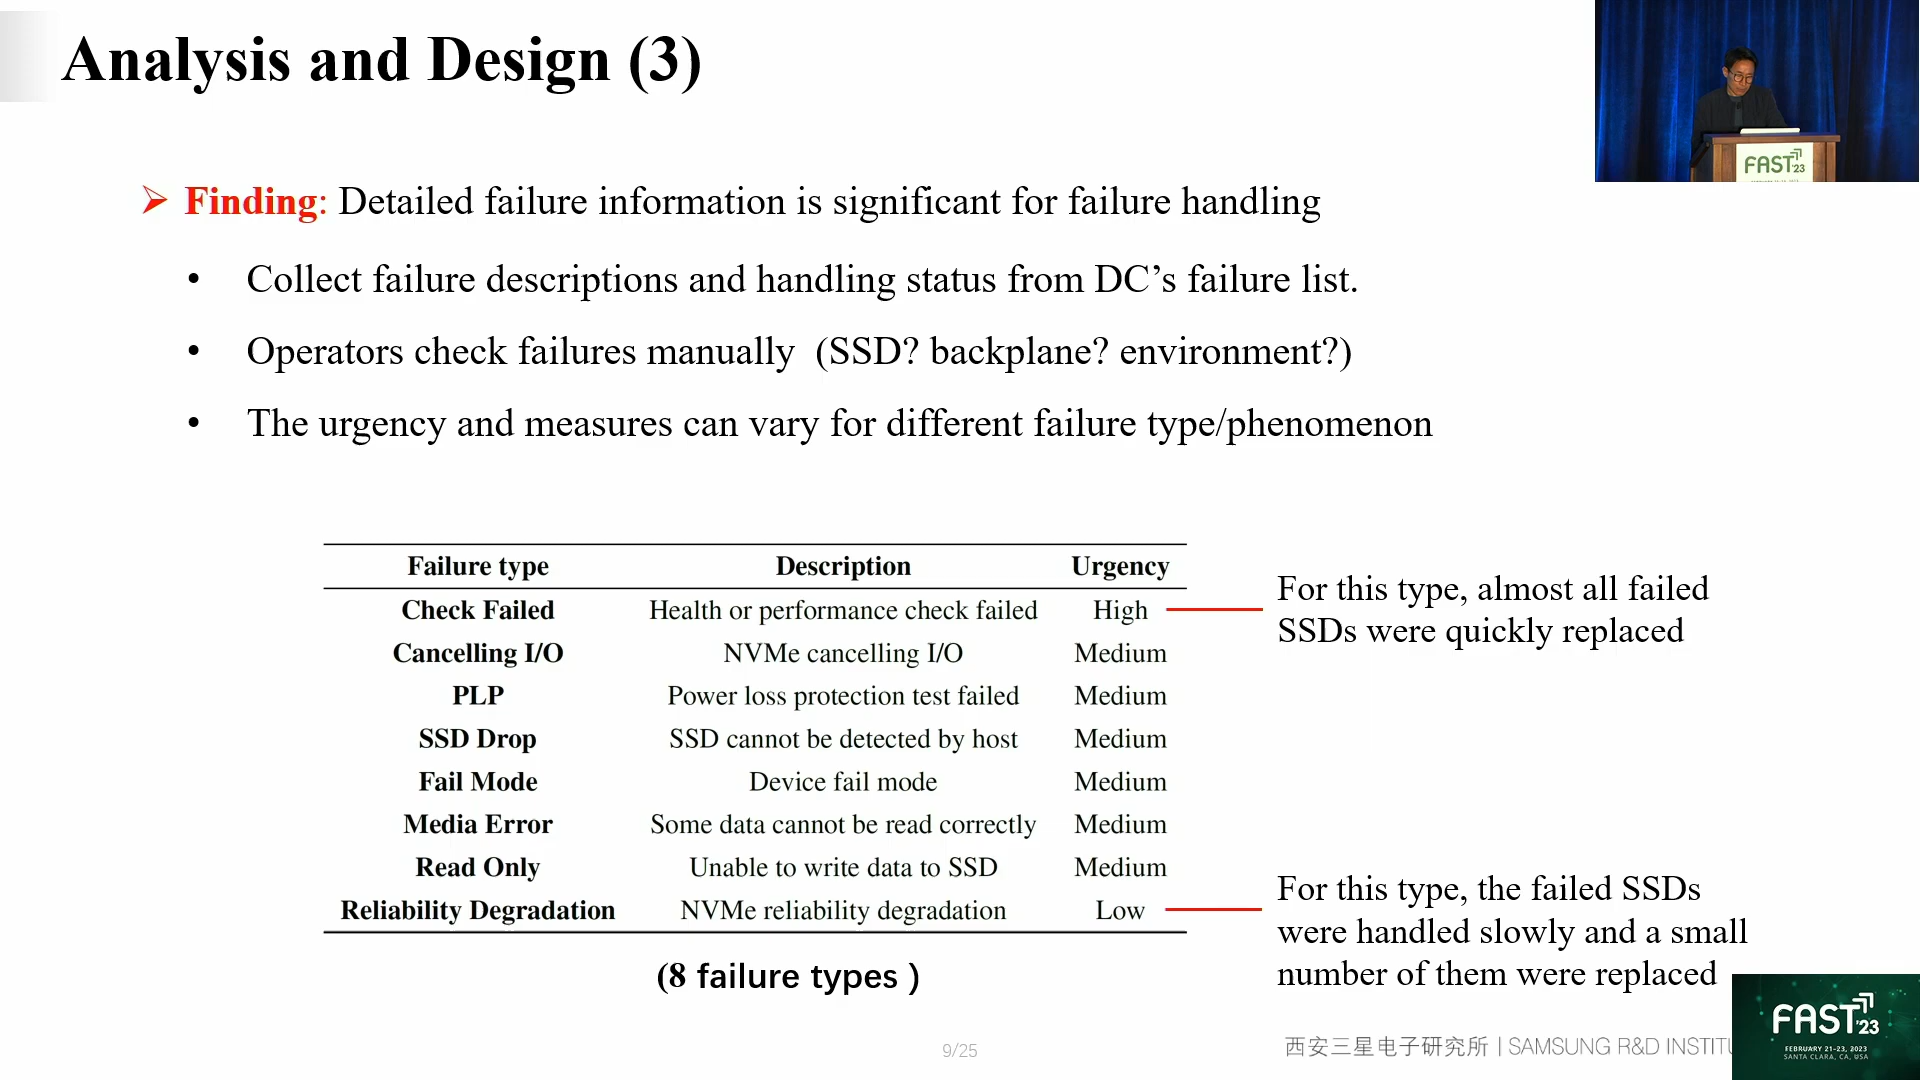 Analysis and Design (3)
➢ Finding: Detailed failure information is significant for failure handling
• Collect failure descriptions and handling status from DC’s failure list.
• Operators check failures manually (SSD? backplane? environment?)
• The urgency and measures can vary for different failure type/phenomenon
Failure type Description Urgency
Check Failed Health or performance check failed High
Cancelling I/O NVMe cancelling I/O Medium
PLP Power loss protection test failed Medium
SSD Drop SSD cannot be detected by host Medium
Fail Mode Device fail mode Medium
Media Error Some data cannot be read correctly Medium
Read Only Unable to write data to SSD Medium
Reliability Degradation NVMe reliability degradation Low
(8 failure types )
For this type, almost all failed
SSDs were quickly replaced
For this type, the failed SSDs
were handled slowly and a small
number of them were replaced
9/25
西安三星电子研究所 | SAMSUNG R&D INSTITU
FAST '23
FAST '23
FEBRUARY 21-23, 2023
SANTA CLARA, CA, USA